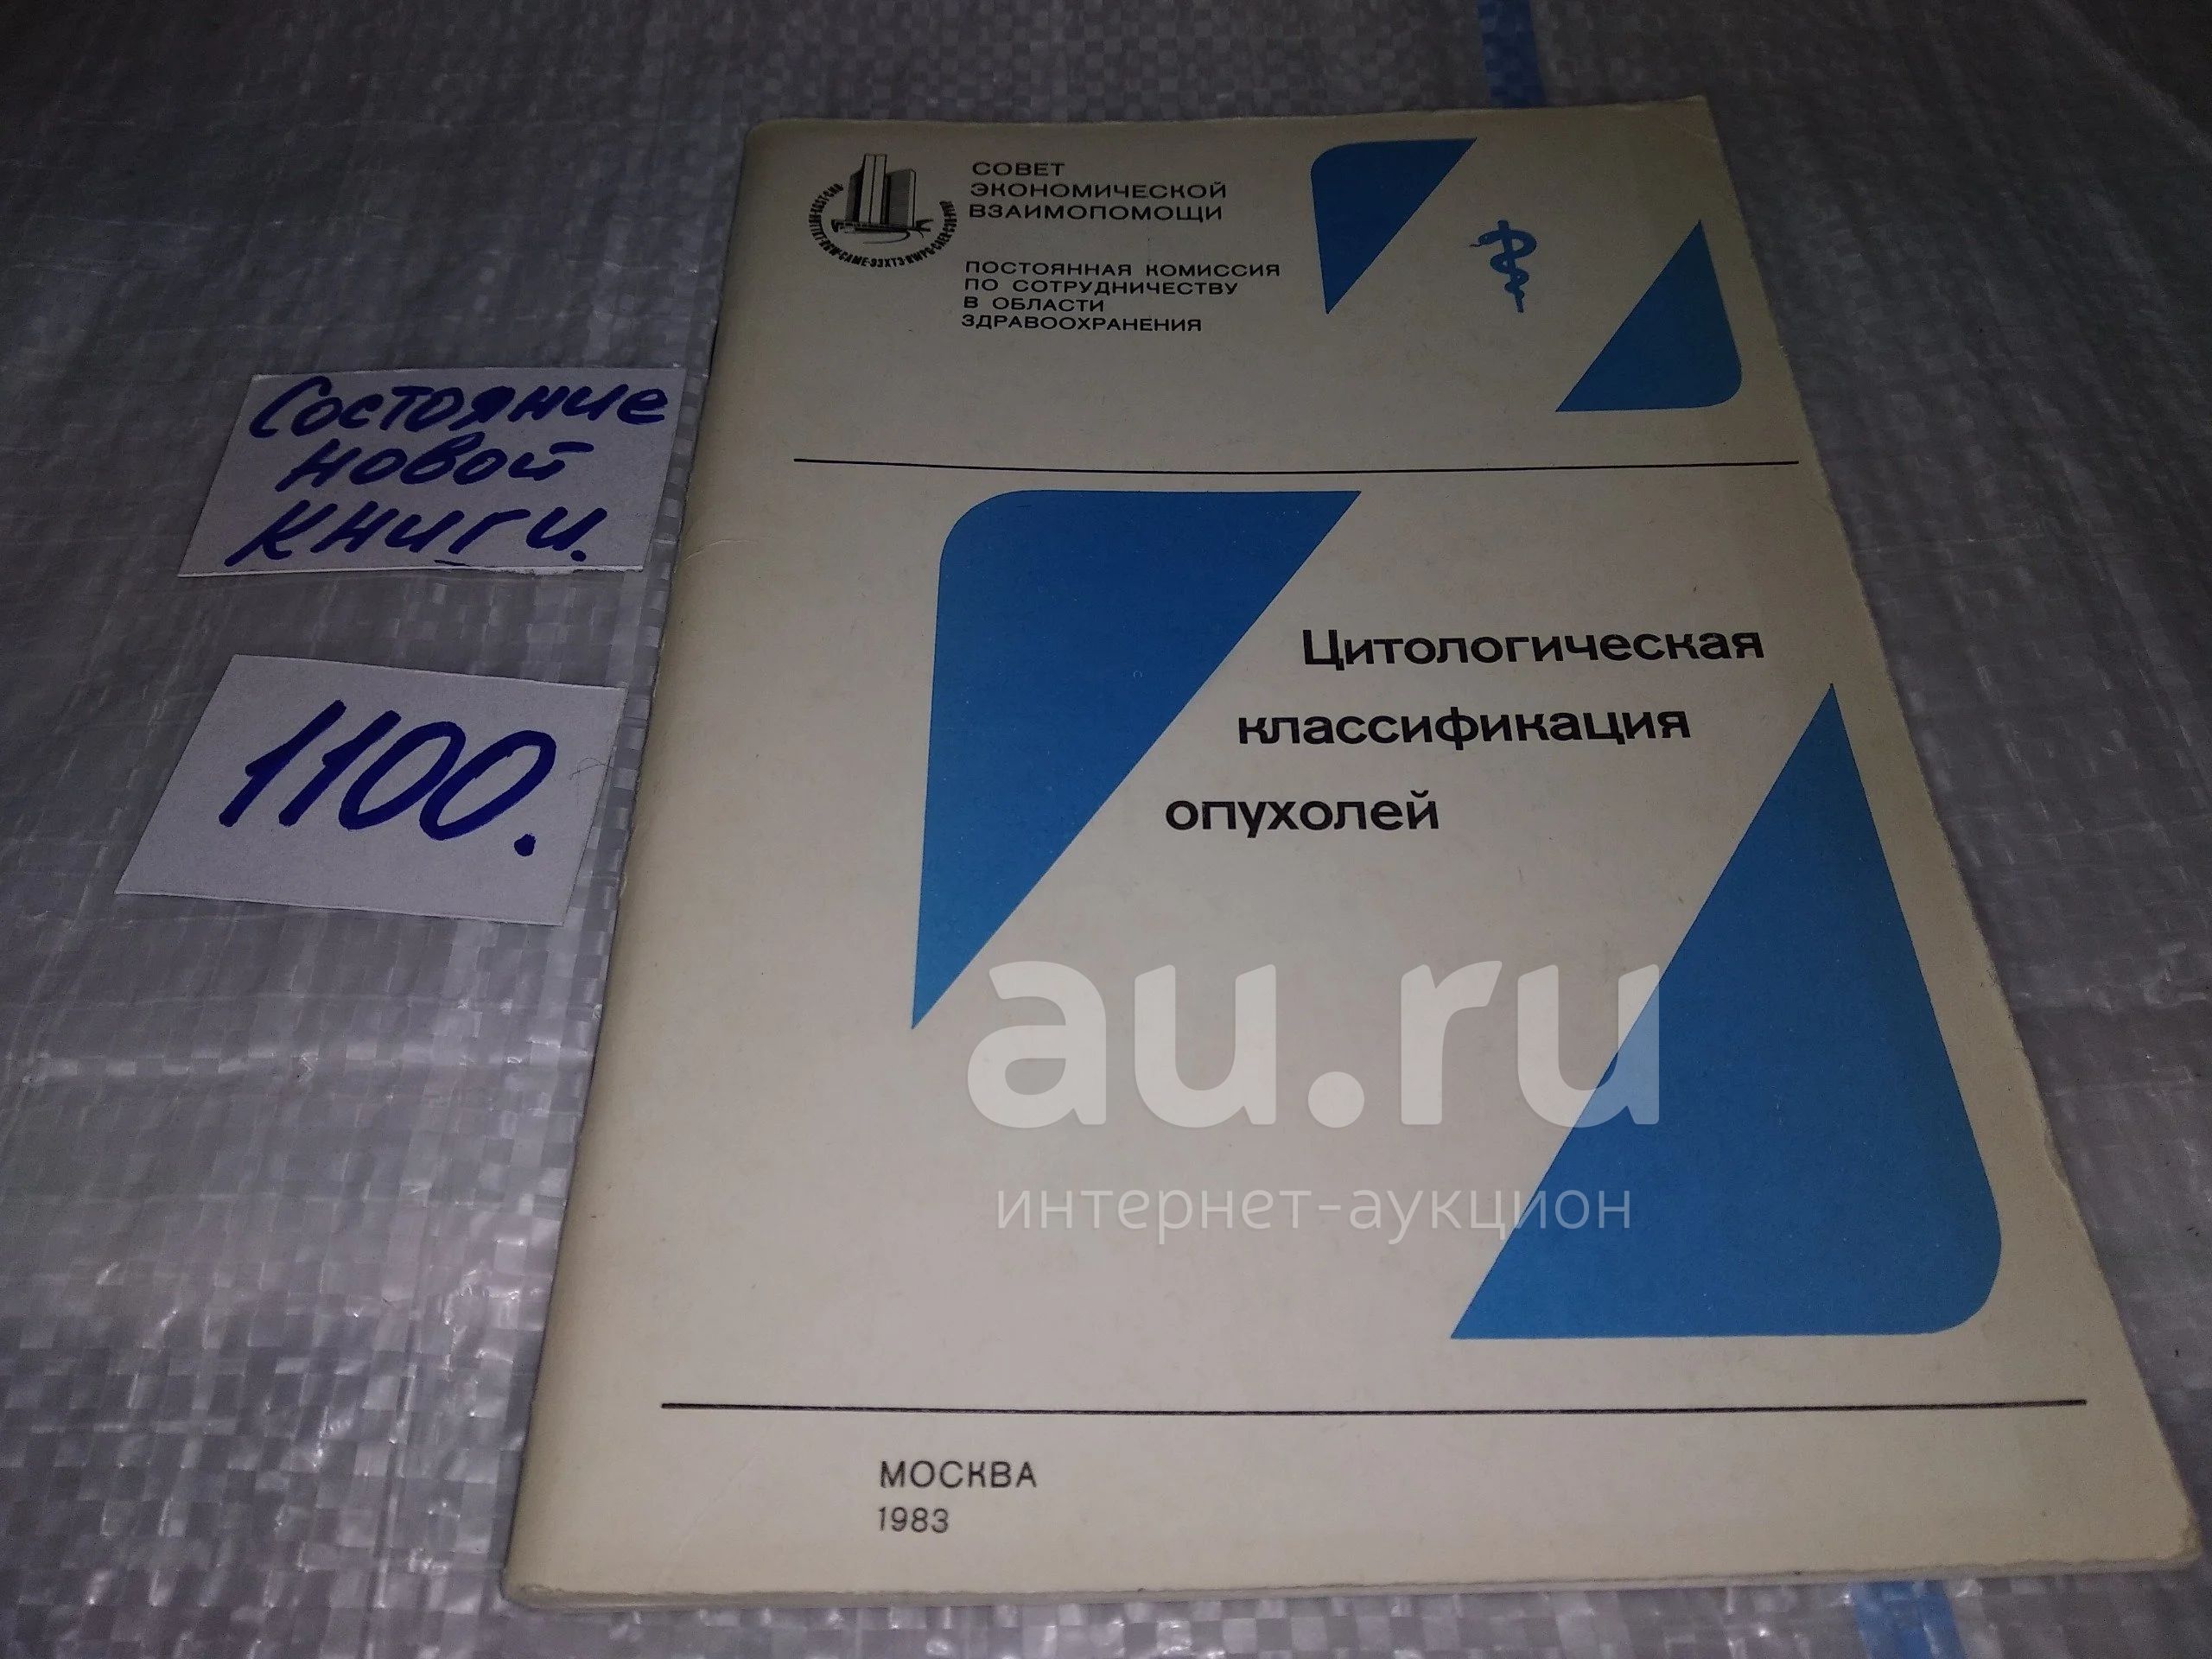 СОВЕТ
ЭКОНОМИЧЕСКОЙ
ВЗАИМОПОМОЩИ
ПОСТОЯННАЯ КОМИССИЯ
ПО СОТРУДНИЧЕСТВУ
В ОБЛАСТИ
ЗДРАВООХРАНЕНИЯ
Состояние
новой
книги.
1100.
Цитологическая
классификация
опухолей
au.ru
интернет-аукцион
МОСКВА
1983